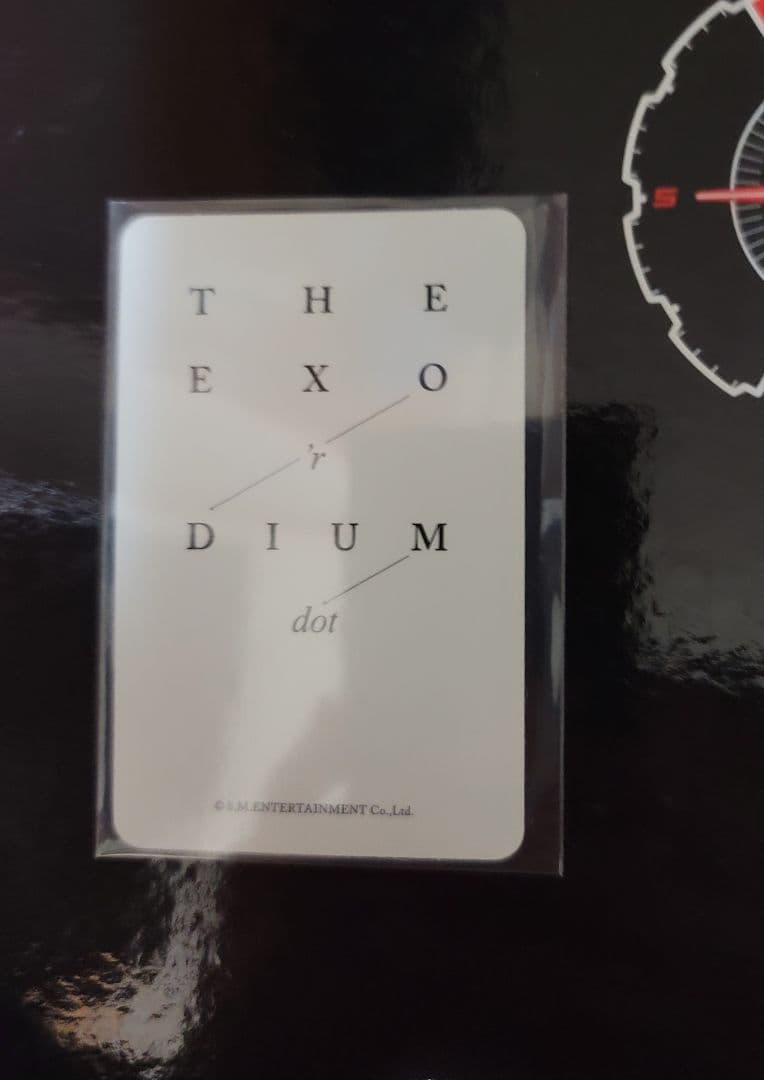 T H E
E X O
'r
D I U M
dot
© S.M.ENTERTAINMENT Co.,Ltd.
S